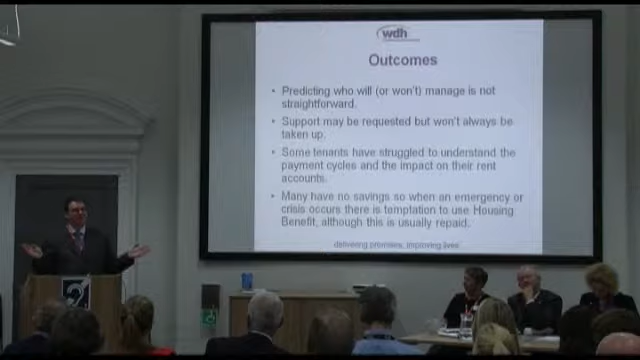 wdh
Outcomes
• Predicting who will (or won't) manage is not
straightforward.
• Support may be requested but won't always be
taken up.
• Some tenants have struggled to understand the
payment cycles and the impact on their rent
accounts.
• Many have no savings so when an emergency or
crisis occurs there is temptation to use Housing
Benefit, although this is usually repaid.
delivering promises, improving lives